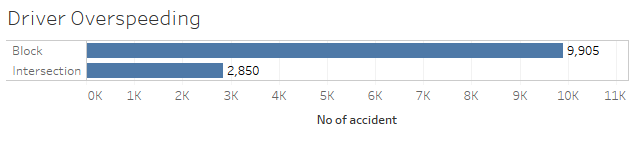 Driver Overspeeding
Block 9,905
Intersection 2,850
0K 1K 2K 3K 4K 5K 6K 7K 8K 9K 10K 11K
No of accident